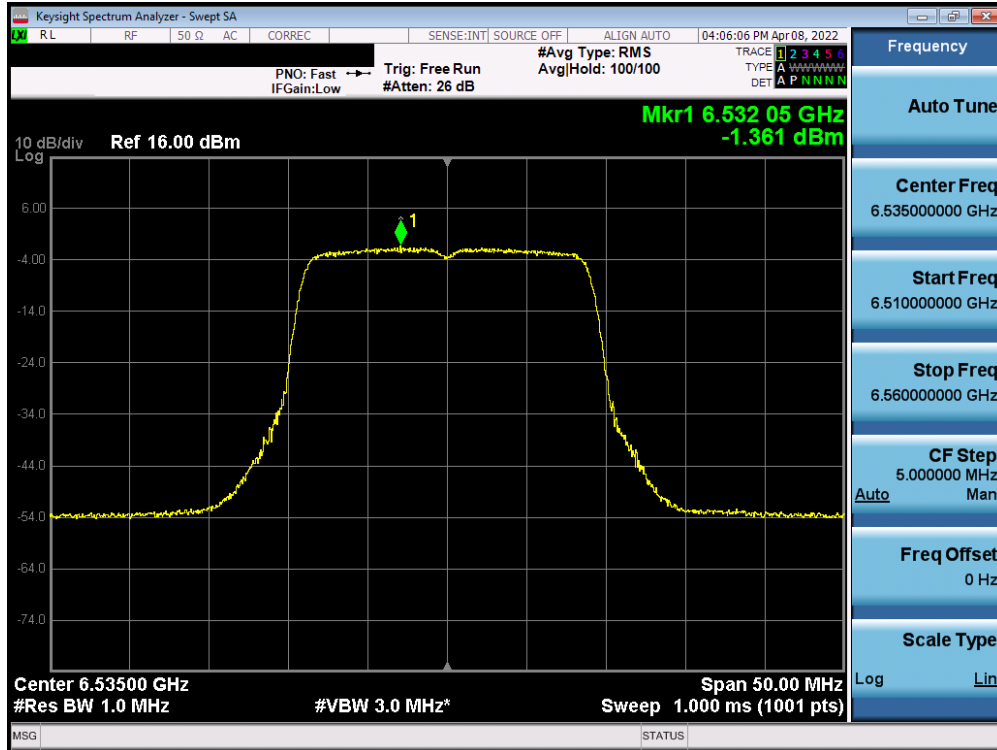 Keysight Spectrum Analyzer - Swept SA
LXI RL RF 50 Ω AC CORREC SENSE:INT SOURCE OFF ALIGN AUTO 04:06:06 PM Apr 08, 2022
PNO: Fast Trig: Free Run #Avg Type: RMS TRACE 1 2 3 4 5 6
IFGain:Low #Atten: 26 dB Avg|Hold: 100/100 TYPE A WWWWW
DET A P N N N N
Mkr1 6.532 05 GHz
-1.361 dBm
10 dB/div Ref 16.00 dBm
Log
1
6.00
-4.00
-14.0
-24.0
-34.0
-44.0
-54.0
-64.0
-74.0
Center 6.53500 GHz Span 50.00 MHz
#Res BW 1.0 MHz #VBW 3.0 MHz* Sweep 1.000 ms (1001 pts)
MSG STATUS
Frequency
Auto Tune
Center Freq
6.535000000 GHz
Start Freq
6.510000000 GHz
Stop Freq
6.560000000 GHz
CF Step
5.000000 MHz
Auto Man
Freq Offset
0 Hz
Scale Type
Log Lin